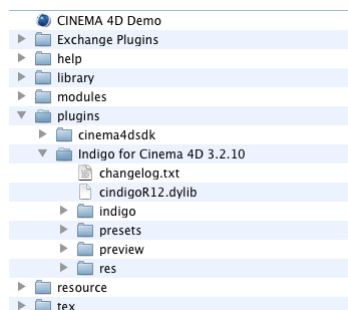 CINEMA 4D Demo
Exchange Plugins
help
library
modules
plugins
cinema4dsdk
Indigo for Cinema 4D 3.2.10
changelog.txt
cindigoR12.dylib
indigo
presets
preview
res
resource
tex